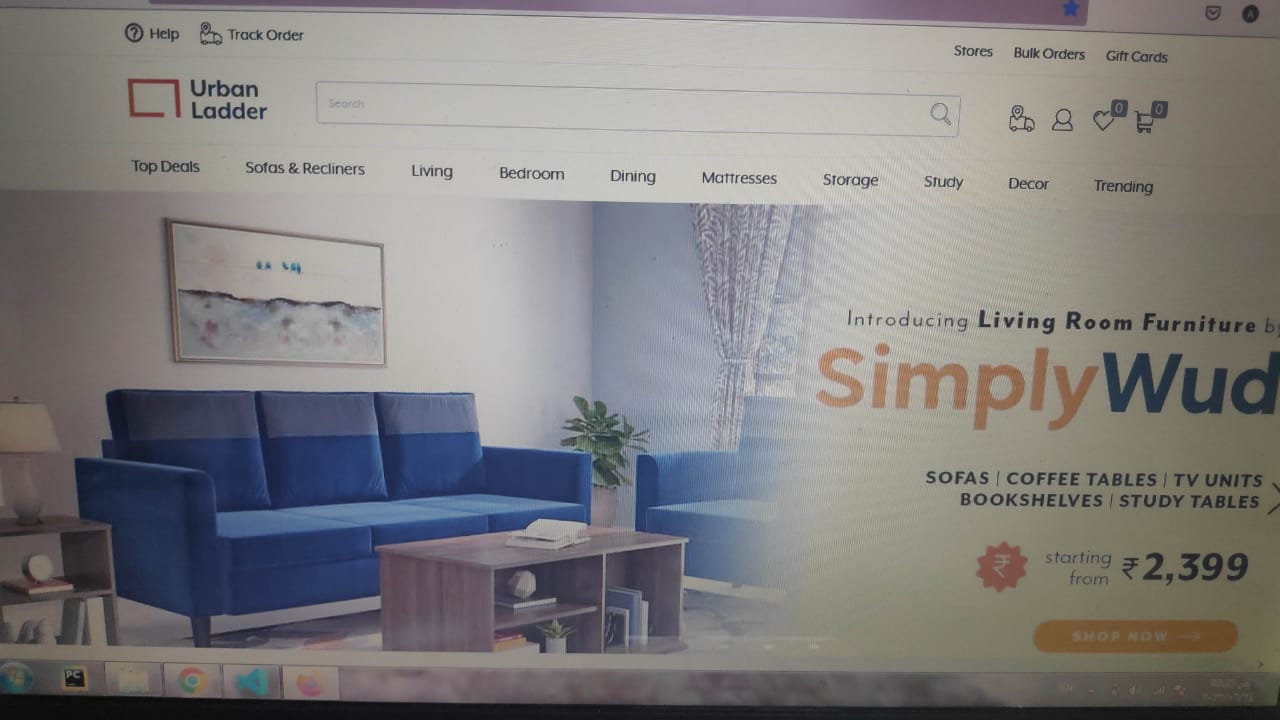 Help Track Order
Stores Bulk Orders Gift Cards
Urban
Ladder
Search
0 0
Top Deals Sofas & Recliners Living Bedroom Dining Mattresses Storage Study Decor Trending
Introducing Living Room Furniture by
SimplyWud
SOFAS | COFFEE TABLES | TV UNITS
BOOKSHELVES | STUDY TABLES
₹ starting
from ₹2,399
SHOP NOW
PC